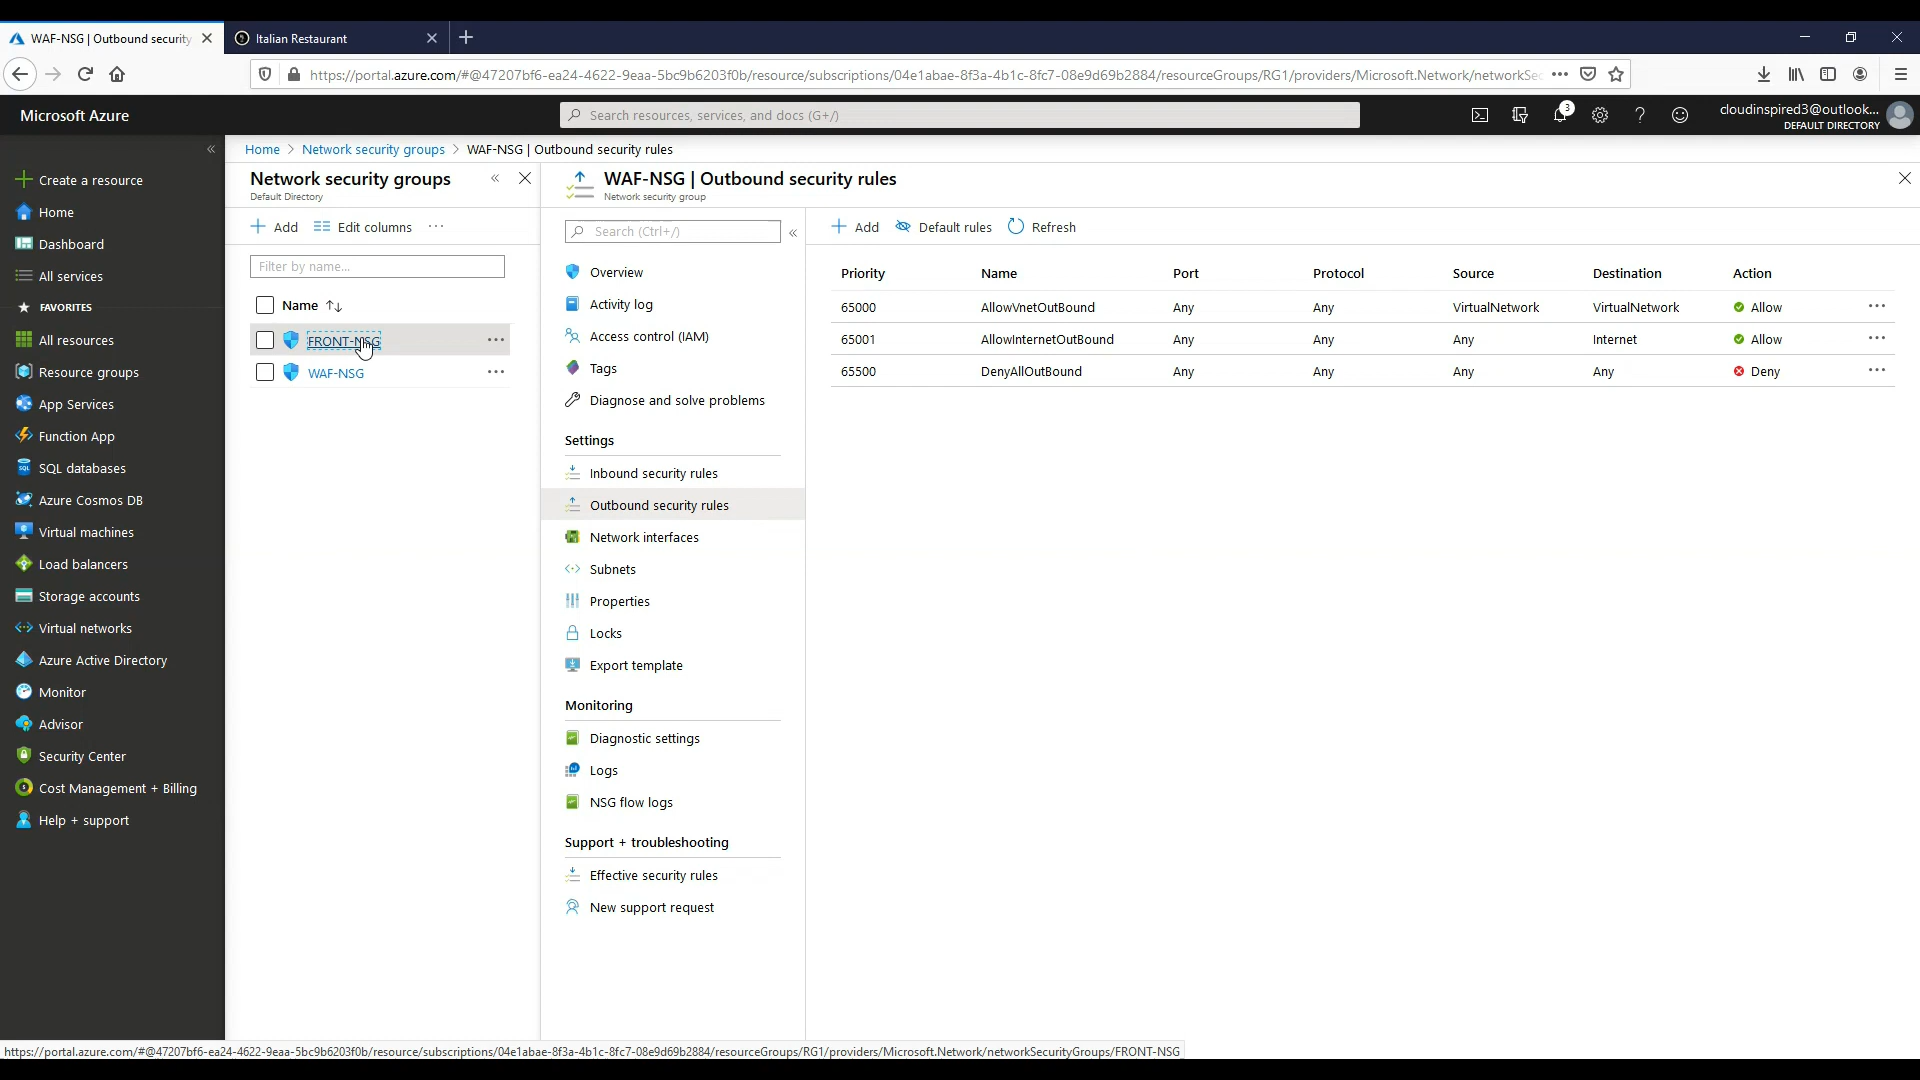 WAF-NSG | Outbound security
Italian Restaurant
https://portal.azure.com/#@47207bf6-ea24-4622-9eaa-5bc9b6203f0b/resource/subscriptions/04e1abae-8f3a-4b1c-8fc7-08e9d69b2884/resourceGroups/RG1/providers/Microsoft.Network/networkSec
Microsoft Azure
Search resources, services, and docs (G+/)
3
cloudinspired3@outlook...
DEFAULT DIRECTORY
Home > Network security groups > WAF-NSG | Outbound security rules
Create a resource
Home
Dashboard
All services
FAVORITES
All resources
Resource groups
App Services
Function App
SQL databases
Azure Cosmos DB
Virtual machines
Load balancers
Storage accounts
Virtual networks
Azure Active Directory
Monitor
Advisor
Security Center
Cost Management + Billing
Help + support
Network security groups
Default Directory
Add Edit columns ...
Filter by name...
Name
FRONT-NSG
WAF-NSG
WAF-NSG | Outbound security rules
Network security group
Search (Ctrl+/)
Overview
Activity log
Access control (IAM)
Tags
Diagnose and solve problems
Settings
Inbound security rules
Outbound security rules
Network interfaces
Subnets
Properties
Locks
Export template
Monitoring
Diagnostic settings
Logs
NSG flow logs
Support + troubleshooting
Effective security rules
New support request
Add Default rules Refresh
Priority Name Port Protocol Source Destination Action
65000 AllowVnetOutBound Any Any VirtualNetwork VirtualNetwork Allow
65001 AllowInternetOutBound Any Any Any Internet Allow
65500 DenyAllOutBound Any Any Any Any Deny
https://portal.azure.com/#@47207bf6-ea24-4622-9eaa-5bc9b6203f0b/resource/subscriptions/04e1abae-8f3a-4b1c-8fc7-08e9d69b2884/resourceGroups/RG1/providers/Microsoft.Network/networkSecurityGroups/FRONT-NSG